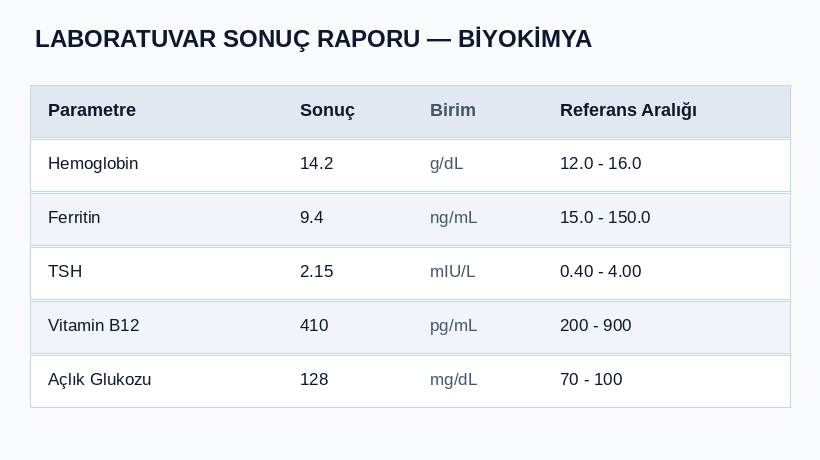 LABORATUVAR SONUÇ RAPORU — BİYOKİMYA
Parametre Sonuç Birim Referans Aralığı
Hemoglobin 14.2 g/dL 12.0 - 16.0
Ferritin 9.4 ng/mL 15.0 - 150.0
TSH 2.15 mIU/L 0.40 - 4.00
Vitamin B12 410 pg/mL 200 - 900
Açlık Glukozu 128 mg/dL 70 - 100